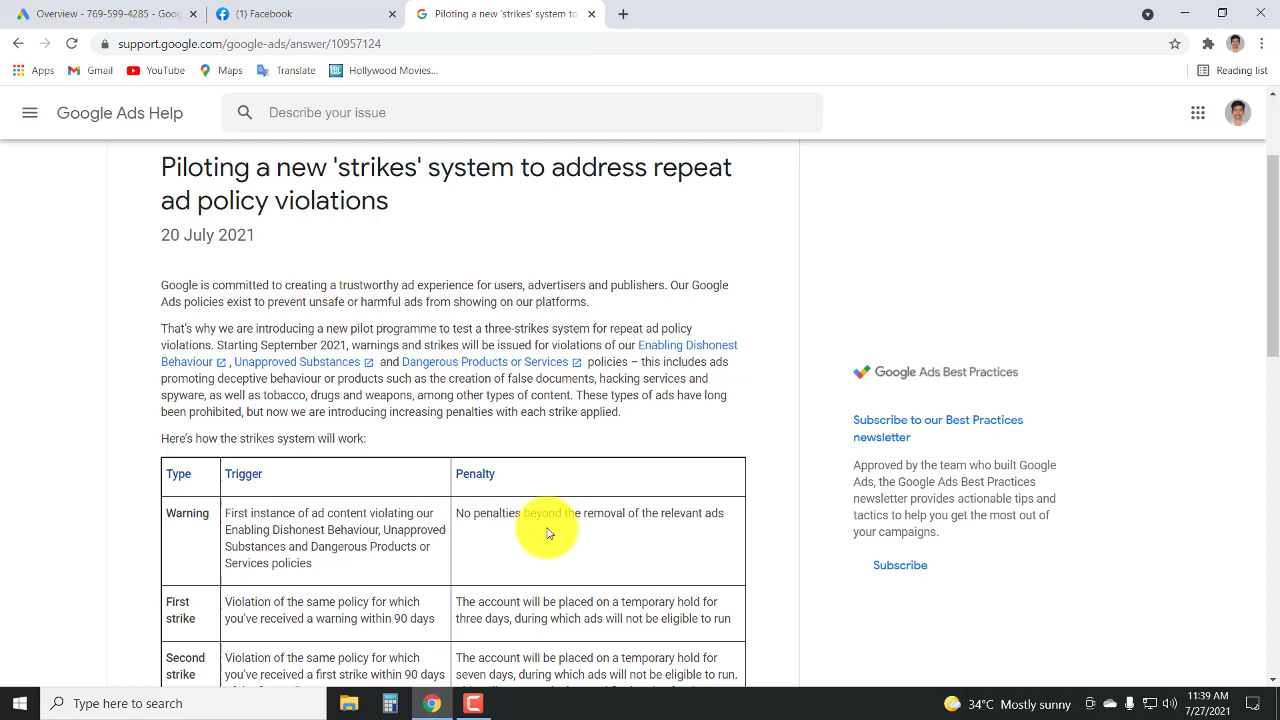 Overview - 769-599-4285 - Goog
(1) Facebook
Piloting a new 'strikes' system to
support.google.com/google-ads/answer/10957124
Apps
Gmail
YouTube
Maps
Translate
Hollywood Movies...
Reading list
Google Ads Help
Describe your issue
Piloting a new 'strikes' system to address repeat
ad policy violations
20 July 2021
Google is committed to creating a trustworthy ad experience for users, advertisers and publishers. Our Google
Ads policies exist to prevent unsafe or harmful ads from showing on our platforms.
That's why we are introducing a new pilot programme to test a three-strikes system for repeat ad policy
violations. Starting September 2021, warnings and strikes will be issued for violations of our Enabling Dishonest
Behaviour , Unapproved Substances and Dangerous Products or Services policies – this includes ads
promoting deceptive behaviour or products such as the creation of false documents, hacking services and
spyware, as well as tobacco, drugs and weapons, among other types of content. These types of ads have long
been prohibited, but now we are introducing increasing penalties with each strike applied.
Here's how the strikes system will work:
Type Trigger Penalty
Warning
First instance of ad content violating our
Enabling Dishonest Behaviour, Unapproved
Substances and Dangerous Products or
Services policies
No penalties beyond the removal of the relevant ads
First
strike
Violation of the same policy for which
you've received a warning within 90 days
The account will be placed on a temporary hold for
three days, during which ads will not be eligible to run
Second
strike
Violation of the same policy for which
you've received a first strike within 90 days
The account will be placed on a temporary hold for
seven days, during which ads will not be eligible to run.
Google Ads Best Practices
Subscribe to our Best Practices
newsletter
Approved by the team who built Google
Ads, the Google Ads Best Practices
newsletter provides actionable tips and
tactics to help you get the most out of
your campaigns.
Subscribe
Type here to search
34°C Mostly sunny
11:39 AM
7/27/2021